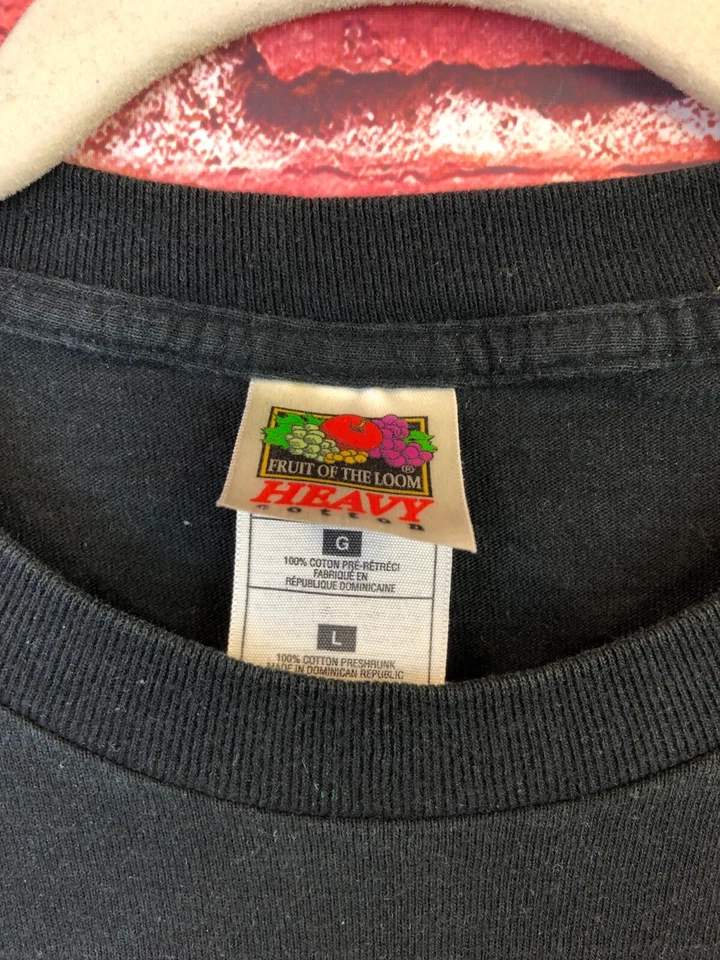 FRUIT OF THE LOOM ®
HEAVY
cotton
G
100% COTON PRÉ-RÉTRÉCI
FABRIQUÉ EN
RÉPUBLIQUE DOMINICAINE
L
100% COTTON PRESHRUNK
MADE IN DOMINICAN REPUBLIC